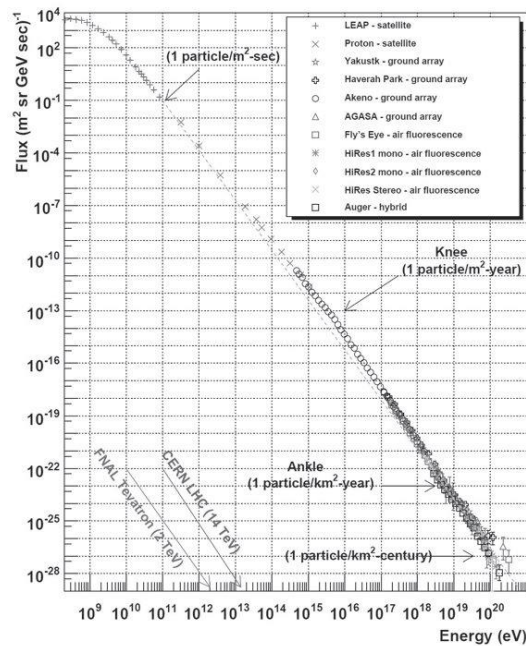 Flux (m² sr GeV sec)⁻¹
10⁴
10²
10⁻¹
10⁻⁴
10⁻⁷
10⁻¹⁰
10⁻¹³
10⁻¹⁶
10⁻¹⁹
10⁻²²
10⁻²⁵
10⁻²⁸
(1 particle/m²-sec)
LEAP - satellite
Proton - satellite
Yakustk - ground array
Haverah Park - ground array
Akeno - ground array
AGASA - ground array
Fly's Eye - air fluorescence
HiRes1 mono - air fluorescence
HiRes2 mono - air fluorescence
HiRes Stereo - air fluorescence
Auger - hybrid
Knee
(1 particle/m²-year)
Ankle
(1 particle/km²-year)
(1 particle/km²-century)
FNAL Tevatron (2 TeV)
CERN LHC (14 TeV)
10⁹ 10¹⁰ 10¹¹ 10¹² 10¹³ 10¹⁴ 10¹⁵ 10¹⁶ 10¹⁷ 10¹⁸ 10¹⁹ 10²⁰
Energy (eV)